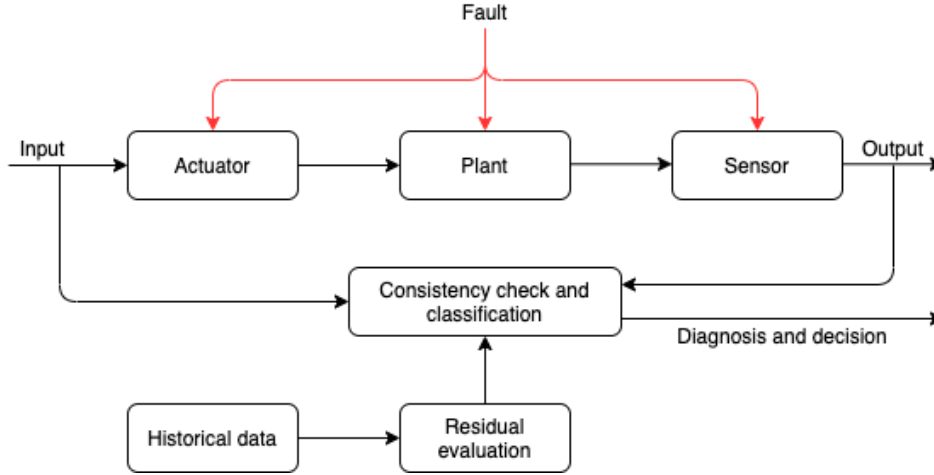 Fault
Input
Actuator
Plant
Sensor
Output
Consistency check and
classification
Diagnosis and decision
Historical data
Residual
evaluation